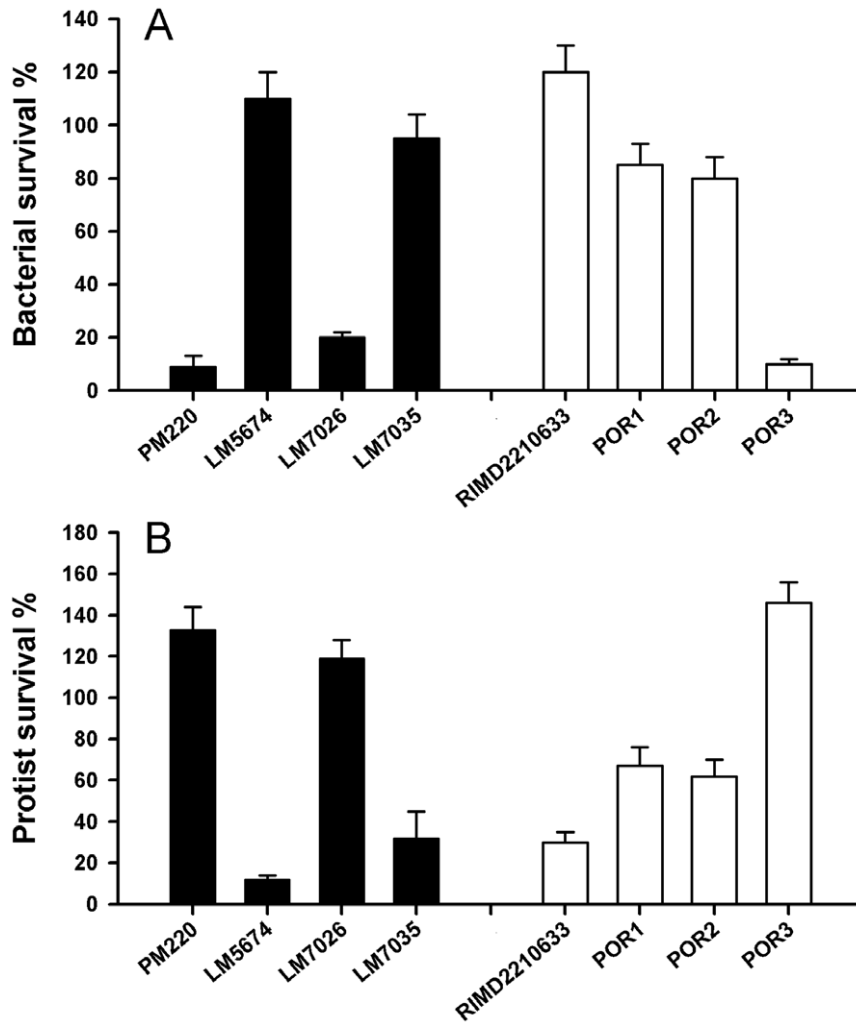 A
Bacterial survival %
140
120
100
80
60
40
20
0
PM220
LM5674
LM7026
LM7035
RIMD2210633
POR1
POR2
POR3
B
Protist survival %
180
160
140
120
100
80
60
40
20
0
PM220
LM5674
LM7026
LM7035
RIMD2210633
POR1
POR2
POR3